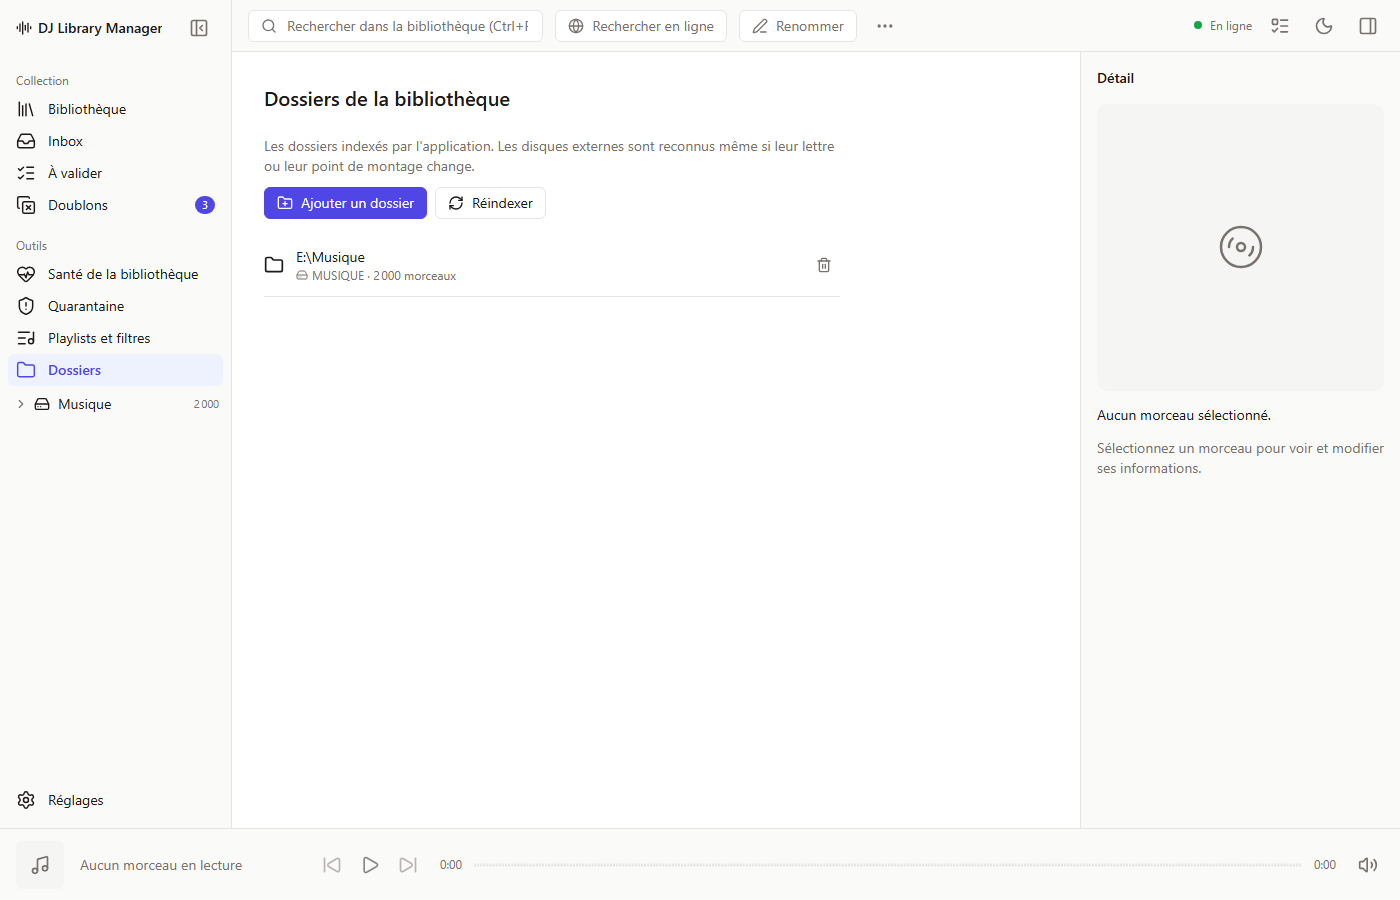 DJ Library Manager
Rechercher dans la bibliothèque (Ctrl+F
Rechercher en ligne
Renommer
En ligne
Collection
Bibliothèque
Inbox
À valider
Doublons
3
Outils
Santé de la bibliothèque
Quarantaine
Playlists et filtres
Dossiers
Musique
2 000
Réglages
Dossiers de la bibliothèque
Les dossiers indexés par l'application. Les disques externes sont reconnus même si leur lettre
ou leur point de montage change.
Ajouter un dossier
Réindexer
E:\Musique
MUSIQUE · 2 000 morceaux
Détail
Aucun morceau sélectionné.
Sélectionnez un morceau pour voir et modifier
ses informations.
Aucun morceau en lecture
0:00
0:00